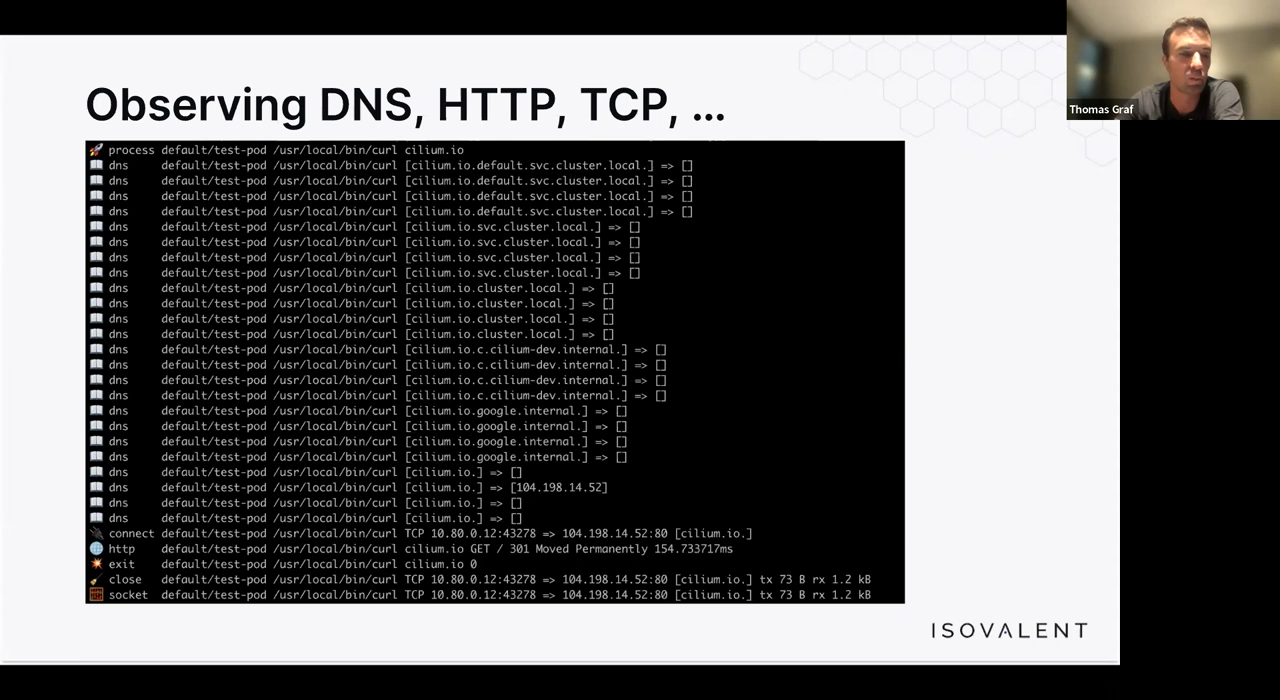 Observing DNS, HTTP, TCP, ...
Thomas Graf
process default/test-pod /usr/local/bin/curl cilium.io
dns default/test-pod /usr/local/bin/curl [cilium.io.default.svc.cluster.local.] => []
dns default/test-pod /usr/local/bin/curl [cilium.io.default.svc.cluster.local.] => []
dns default/test-pod /usr/local/bin/curl [cilium.io.default.svc.cluster.local.] => []
dns default/test-pod /usr/local/bin/curl [cilium.io.default.svc.cluster.local.] => []
dns default/test-pod /usr/local/bin/curl [cilium.io.svc.cluster.local.] => []
dns default/test-pod /usr/local/bin/curl [cilium.io.svc.cluster.local.] => []
dns default/test-pod /usr/local/bin/curl [cilium.io.svc.cluster.local.] => []
dns default/test-pod /usr/local/bin/curl [cilium.io.svc.cluster.local.] => []
dns default/test-pod /usr/local/bin/curl [cilium.io.cluster.local.] => []
dns default/test-pod /usr/local/bin/curl [cilium.io.cluster.local.] => []
dns default/test-pod /usr/local/bin/curl [cilium.io.cluster.local.] => []
dns default/test-pod /usr/local/bin/curl [cilium.io.cluster.local.] => []
dns default/test-pod /usr/local/bin/curl [cilium.io.c.cilium-dev.internal.] => []
dns default/test-pod /usr/local/bin/curl [cilium.io.c.cilium-dev.internal.] => []
dns default/test-pod /usr/local/bin/curl [cilium.io.c.cilium-dev.internal.] => []
dns default/test-pod /usr/local/bin/curl [cilium.io.c.cilium-dev.internal.] => []
dns default/test-pod /usr/local/bin/curl [cilium.io.google.internal.] => []
dns default/test-pod /usr/local/bin/curl [cilium.io.google.internal.] => []
dns default/test-pod /usr/local/bin/curl [cilium.io.google.internal.] => []
dns default/test-pod /usr/local/bin/curl [cilium.io.google.internal.] => []
dns default/test-pod /usr/local/bin/curl [cilium.io.] => []
dns default/test-pod /usr/local/bin/curl [cilium.io.] => [104.198.14.52]
dns default/test-pod /usr/local/bin/curl [cilium.io.] => []
dns default/test-pod /usr/local/bin/curl [cilium.io.] => []
connect default/test-pod /usr/local/bin/curl TCP 10.80.0.12:43278 => 104.198.14.52:80 [cilium.io.]
http default/test-pod /usr/local/bin/curl cilium.io GET / 301 Moved Permanently 154.733717ms
exit default/test-pod /usr/local/bin/curl cilium.io 0
close default/test-pod /usr/local/bin/curl TCP 10.80.0.12:43278 => 104.198.14.52:80 [cilium.io.] tx 73 B rx 1.2 kB
socket default/test-pod /usr/local/bin/curl TCP 10.80.0.12:43278 => 104.198.14.52:80 [cilium.io.] tx 73 B rx 1.2 kB
ISOVALENT